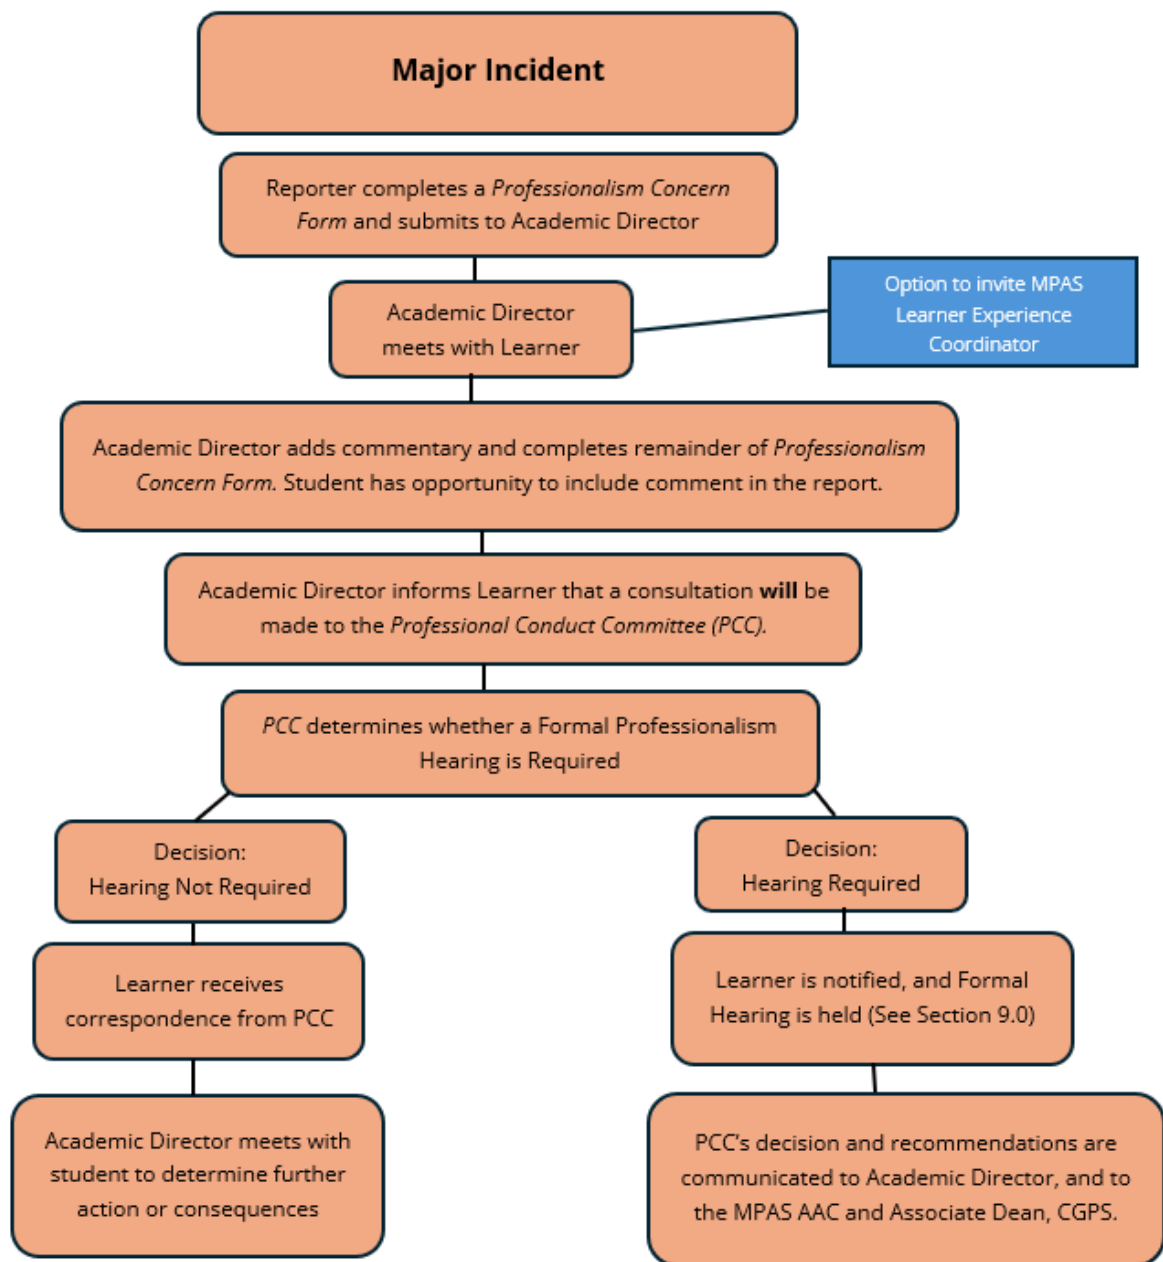 Major Incident
Reporter completes a Professionalism Concern
Form and submits to Academic Director
Academic Director
meets with Learner
Option to invite MPAS
Learner Experience
Coordinator
Academic Director adds commentary and completes remainder of Professionalism
Concern Form. Student has opportunity to include comment in the report.
Academic Director informs Learner that a consultation will be
made to the Professional Conduct Committee (PCC).
PCC determines whether a Formal Professionalism
Hearing is Required
Decision:
Hearing Not Required
Learner receives
correspondence from PCC
Academic Director meets with
student to determine further
action or consequences
Decision:
Hearing Required
Learner is notified, and Formal
Hearing is held (See Section 9.0)
PCC's decision and recommendations are
communicated to Academic Director, and to
the MPAS AAC and Associate Dean, CGPS.